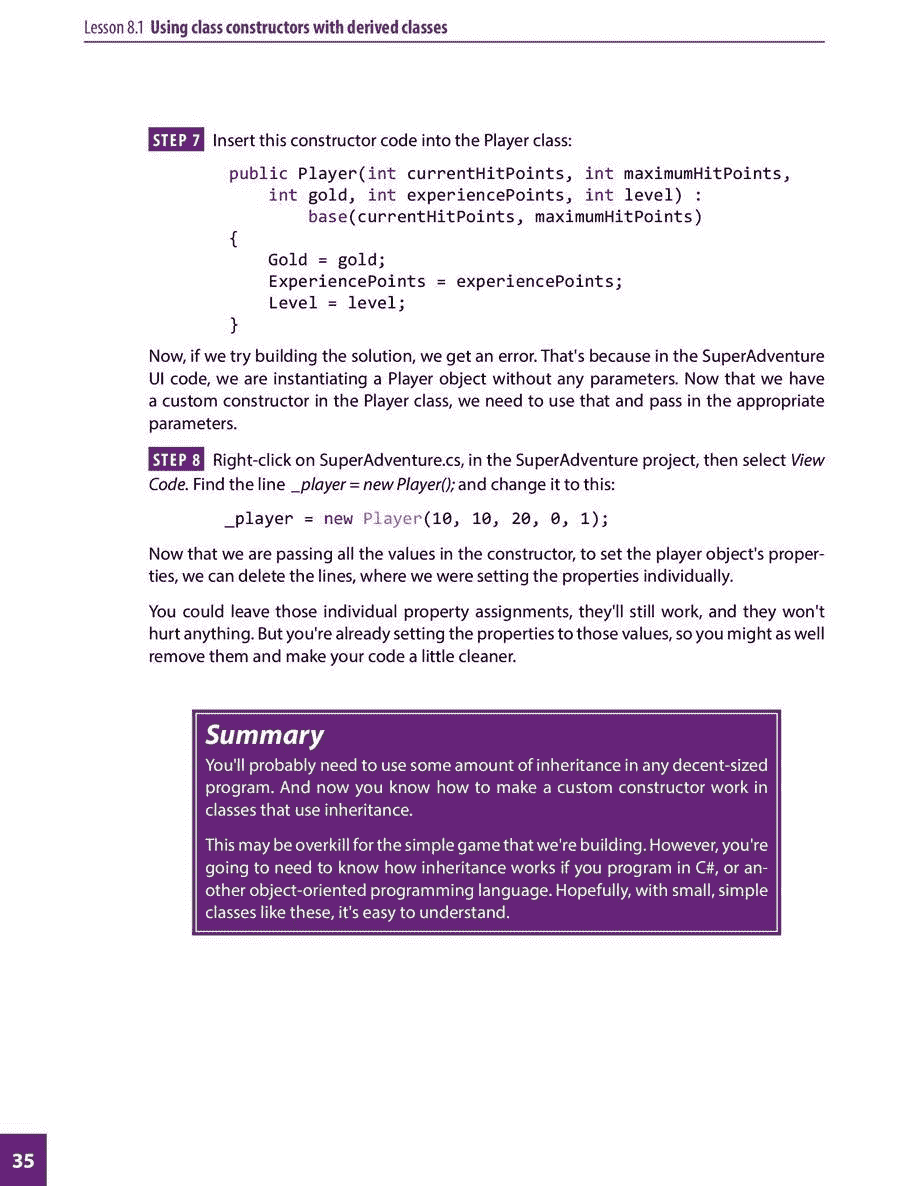 Lesson 8.1 Using class constructors with derived classes
STEP 7 Insert this constructor code into the Player class:
public Player(int currentHitPoints, int maximumHitPoints,
int gold, int experiencePoints, int level) :
base(currentHitPoints, maximumHitPoints)
{
Gold = gold;
ExperiencePoints = experiencePoints;
Level = level;
}
Now, if we try building the solution, we get an error. That's because in the SuperAdventure
UI code, we are instantiating a Player object without any parameters. Now that we have
a custom constructor in the Player class, we need to use that and pass in the appropriate
parameters.
STEP 8 Right-click on SuperAdventure.cs, in the SuperAdventure project, then select View
Code. Find the line _player = new Player(); and change it to this:
_player = new Player(10, 10, 20, 0, 1);
Now that we are passing all the values in the constructor, to set the player object's proper-
ties, we can delete the lines, where we were setting the properties individually.
You could leave those individual property assignments, they'll still work, and they won't
hurt anything. But you're already setting the properties to those values, so you might as well
remove them and make your code a little cleaner.
Summary
You'll probably need to use some amount of inheritance in any decent-sized
program. And now you know how to make a custom constructor work in
classes that use inheritance.
This may be overkill for the simple game that we're building. However, you're
going to need to know how inheritance works if you program in C#, or an-
other object-oriented programming language. Hopefully, with small, simple
classes like these, it's easy to understand.
35